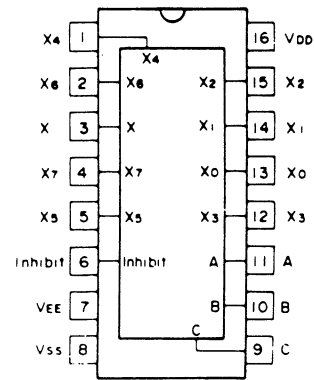 X4 1 16 VDD
X4
X6 2 X6 X2 15 X2
X 3 X X1 14 X1
X7 4 X7 X0 13 X0
X5 5 X5 X3 12 X3
Inhibit 6 Inhibit A 11 A
VEE 7 B 10 B
C
VSS 8 9 C